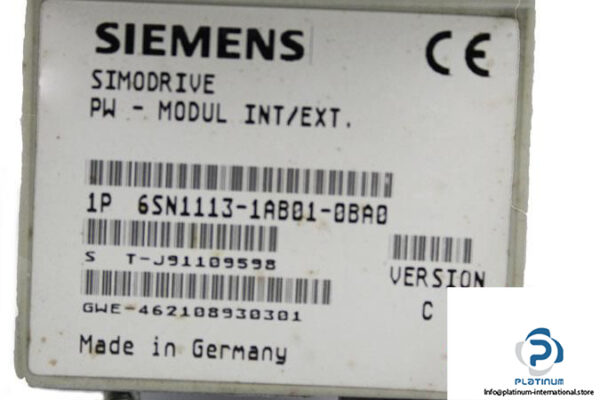 SIEMENS
CE
SIMODRIVE
PW - MODUL INT/EXT.
1P 6SN1113-1AB01-0BA0
S T-J91109598
VERSION
C
GWE-462108930301
Made in Germany
PLATINUM
Info@platinum-international.store